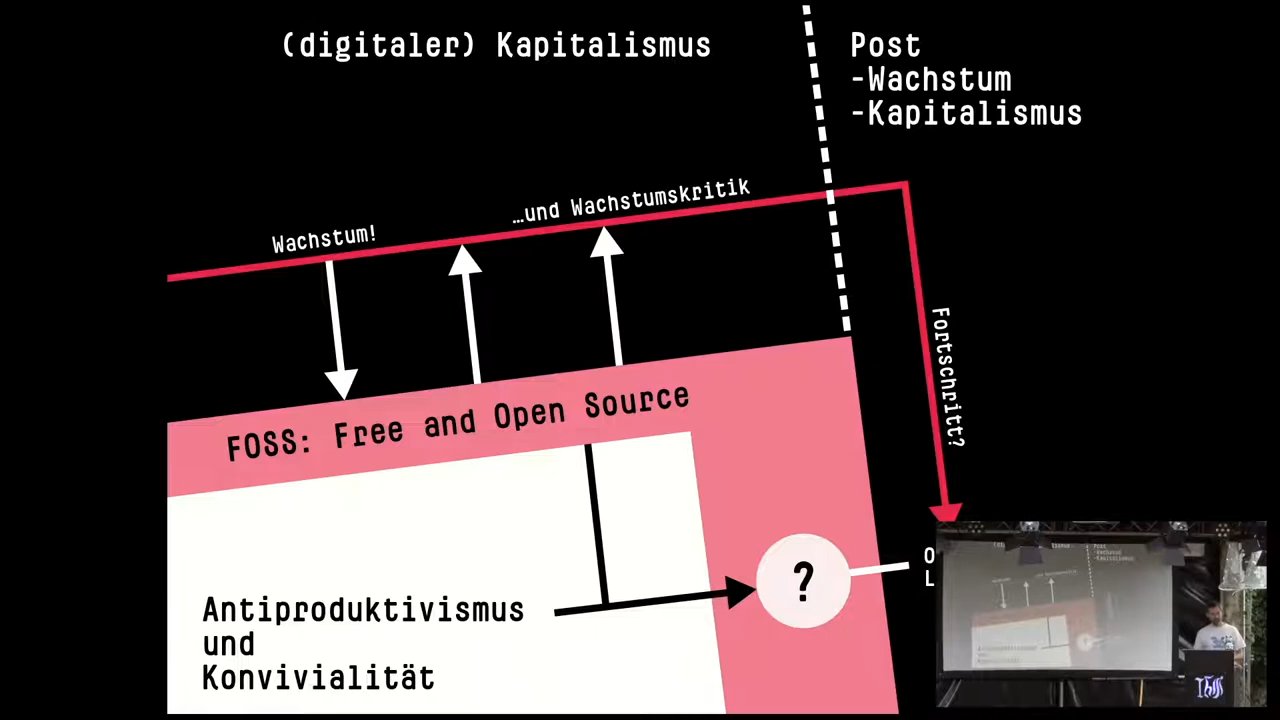 (digitaler) Kapitalismus
Post
-Wachstum
-Kapitalismus
Wachstum!
…und Wachstumskritik
Fortschritt?
FOSS: Free and Open Source
?
O
L
Antiproduktivismus
und
Konvivialität